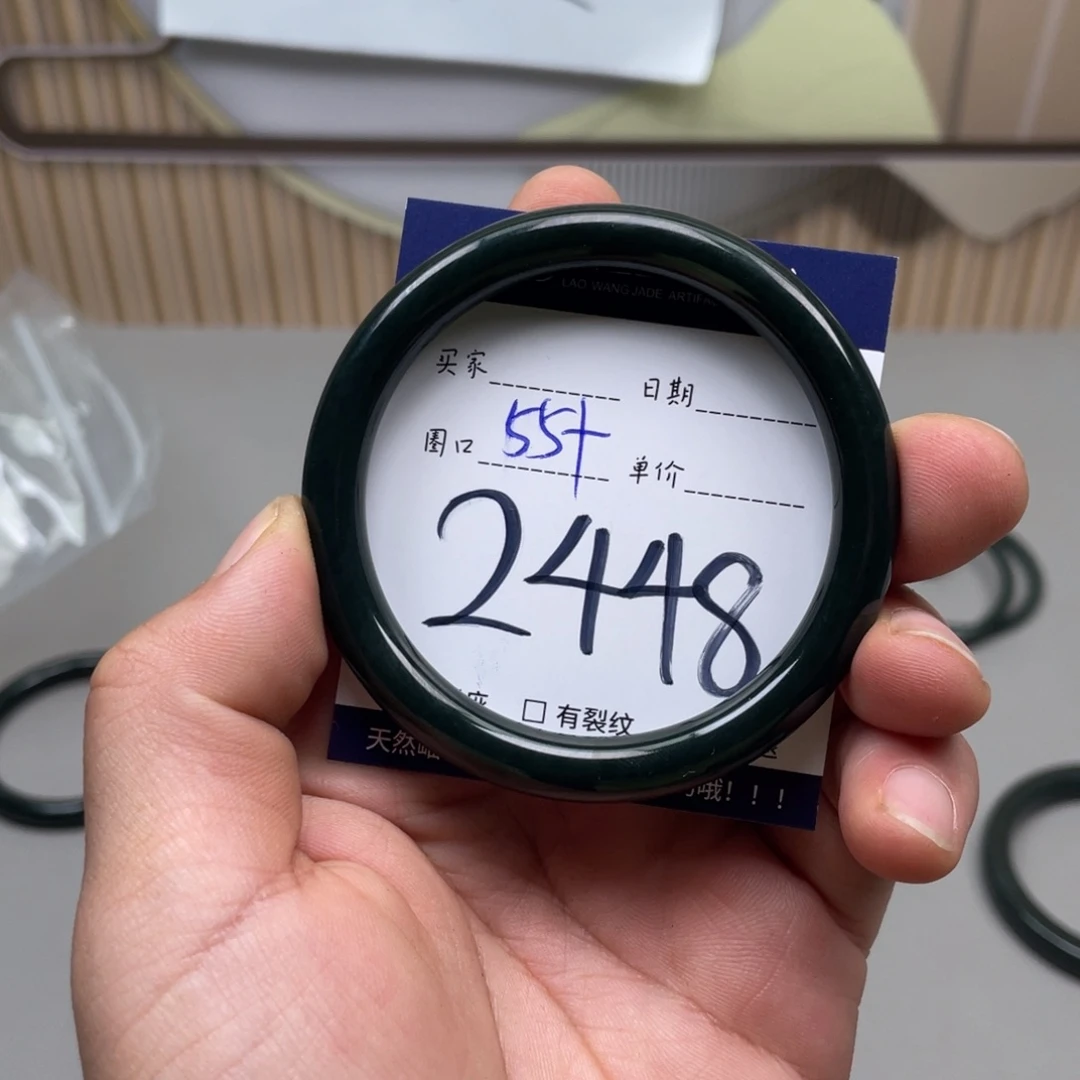 LAO WANG JADE ARTIF
买家 日期
圈口 55+ 单价
2448
□ 有裂纹
天然 哦！！！